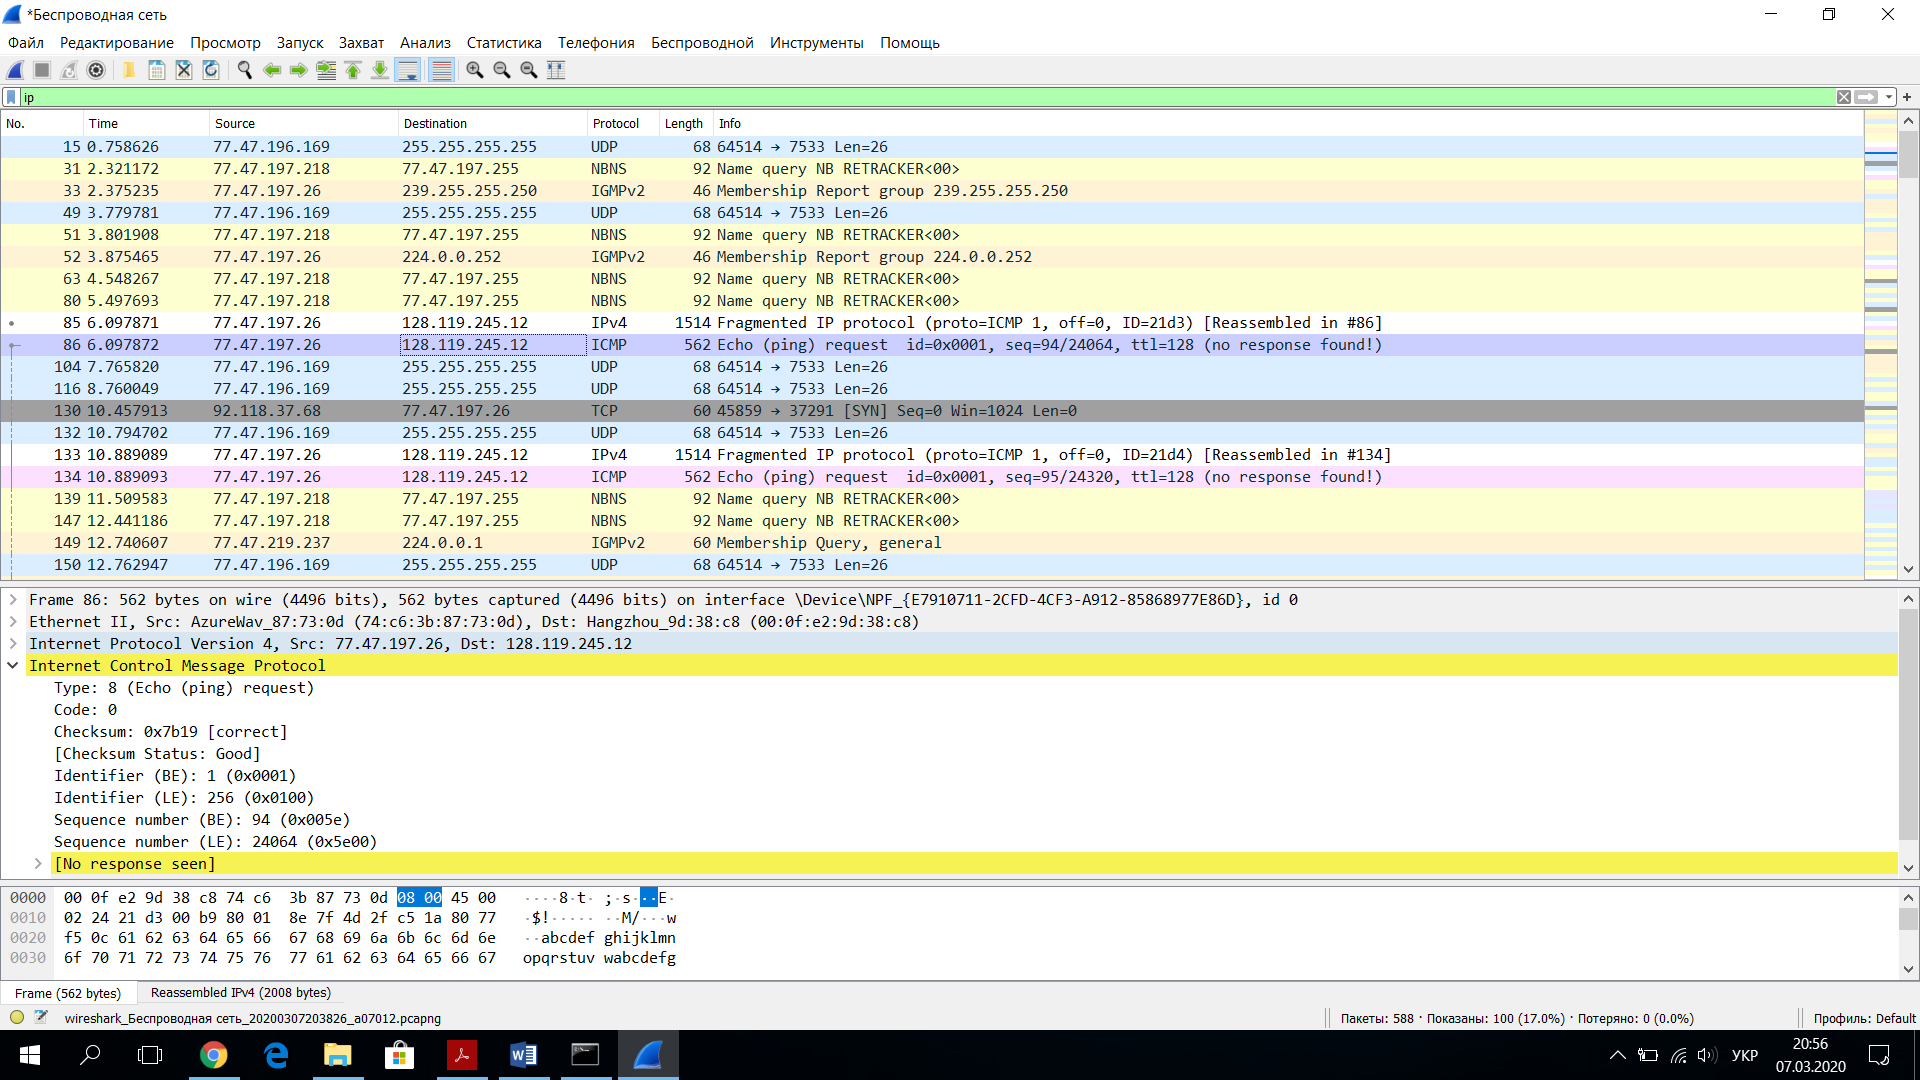 *Беспроводная сеть
Файл Редактирование Просмотр Запуск Захват Анализ Статистика Телефония Беспроводной Инструменты Помощь
ip
No. Time Source Destination Protocol Length Info
15 0.758626 77.47.196.169 255.255.255.255 UDP 68 64514 → 7533 Len=26
31 2.321172 77.47.197.218 77.47.197.255 NBNS 92 Name query NB RETRACKER<00>
33 2.375235 77.47.197.26 239.255.255.250 IGMPv2 46 Membership Report group 239.255.255.250
49 3.779781 77.47.196.169 255.255.255.255 UDP 68 64514 → 7533 Len=26
51 3.801908 77.47.197.218 77.47.197.255 NBNS 92 Name query NB RETRACKER<00>
52 3.875465 77.47.197.26 224.0.0.252 IGMPv2 46 Membership Report group 224.0.0.252
63 4.548267 77.47.197.218 77.47.197.255 NBNS 92 Name query NB RETRACKER<00>
80 5.497693 77.47.197.218 77.47.197.255 NBNS 92 Name query NB RETRACKER<00>
85 6.097871 77.47.197.26 128.119.245.12 IPv4 1514 Fragmented IP protocol (proto=ICMP 1, off=0, ID=21d3) [Reassembled in #86]
86 6.097872 77.47.197.26 128.119.245.12 ICMP 562 Echo (ping) request id=0x0001, seq=94/24064, ttl=128 (no response found!)
104 7.765820 77.47.196.169 255.255.255.255 UDP 68 64514 → 7533 Len=26
116 8.760049 77.47.196.169 255.255.255.255 UDP 68 64514 → 7533 Len=26
130 10.457913 92.118.37.68 77.47.197.26 TCP 60 45859 → 37291 [SYN] Seq=0 Win=1024 Len=0
132 10.794702 77.47.196.169 255.255.255.255 UDP 68 64514 → 7533 Len=26
133 10.889089 77.47.197.26 128.119.245.12 IPv4 1514 Fragmented IP protocol (proto=ICMP 1, off=0, ID=21d4) [Reassembled in #134]
134 10.889093 77.47.197.26 128.119.245.12 ICMP 562 Echo (ping) request id=0x0001, seq=95/24320, ttl=128 (no response found!)
139 11.509583 77.47.197.218 77.47.197.255 NBNS 92 Name query NB RETRACKER<00>
147 12.441186 77.47.197.218 77.47.197.255 NBNS 92 Name query NB RETRACKER<00>
149 12.740607 77.47.219.237 224.0.0.1 IGMPv2 60 Membership Query, general
150 12.762947 77.47.196.169 255.255.255.255 UDP 68 64514 → 7533 Len=26
Frame 86: 562 bytes on wire (4496 bits), 562 bytes captured (4496 bits) on interface \Device\NPF_{E7910711-2CFD-4CF3-A912-85868977E86D}, id 0
Ethernet II, Src: AzureWav_87:73:0d (74:c6:3b:87:73:0d), Dst: Hangzhou_9d:38:c8 (00:0f:e2:9d:38:c8)
Internet Protocol Version 4, Src: 77.47.197.26, Dst: 128.119.245.12
Internet Control Message Protocol
Type: 8 (Echo (ping) request)
Code: 0
Checksum: 0x7b19 [correct]
[Checksum Status: Good]
Identifier (BE): 1 (0x0001)
Identifier (LE): 256 (0x0100)
Sequence number (BE): 94 (0x005e)
Sequence number (LE): 24064 (0x5e00)
[No response seen]
0000 00 0f e2 9d 38 c8 74 c6 3b 87 73 0d 08 00 45 00 ····8·t· ;·s···E·
0010 02 24 21 d3 00 b9 80 01 8e 7f 4d 2f c5 1a 80 77 ·$!····· ··M/···w
0020 f5 0c 61 62 63 64 65 66 67 68 69 6a 6b 6c 6d 6e ··abcdef ghijklmn
0030 6f 70 71 72 73 74 75 76 77 61 62 63 64 65 66 67 opqrstuv wabcdefg
Frame (562 bytes) Reassembled IPv4 (2008 bytes)
wireshark_Беспроводная сеть_20200307203826_a07012.pcapng Пакеты: 588 · Показаны: 100 (17.0%) · Потеряно: 0 (0.0%) Профиль: Default
УКР 20:56
07.03.2020